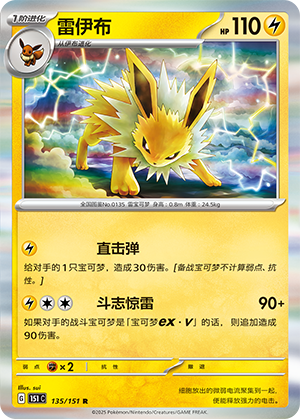 1阶进化
雷伊布
HP 110
从伊布进化
全国图鉴No.0135 雷宝可梦 身高：0.8m 体重：24.5kg
直击弹
给对手的1只宝可梦，造成30伤害。[备战宝可梦不计算弱点、抗性。]
斗志惊雷 90+
如果对手的战斗宝可梦是「宝可梦ex・V」的话，则追加造成90伤害。
弱点 ×2 抗性 撤退
Illus. sui
G 151 C 135/151 R
细胞放出的微弱电流聚集到一起，
便能释放强力的雷击。
©2025 Pokémon/Nintendo/Creatures/GAME FREAK